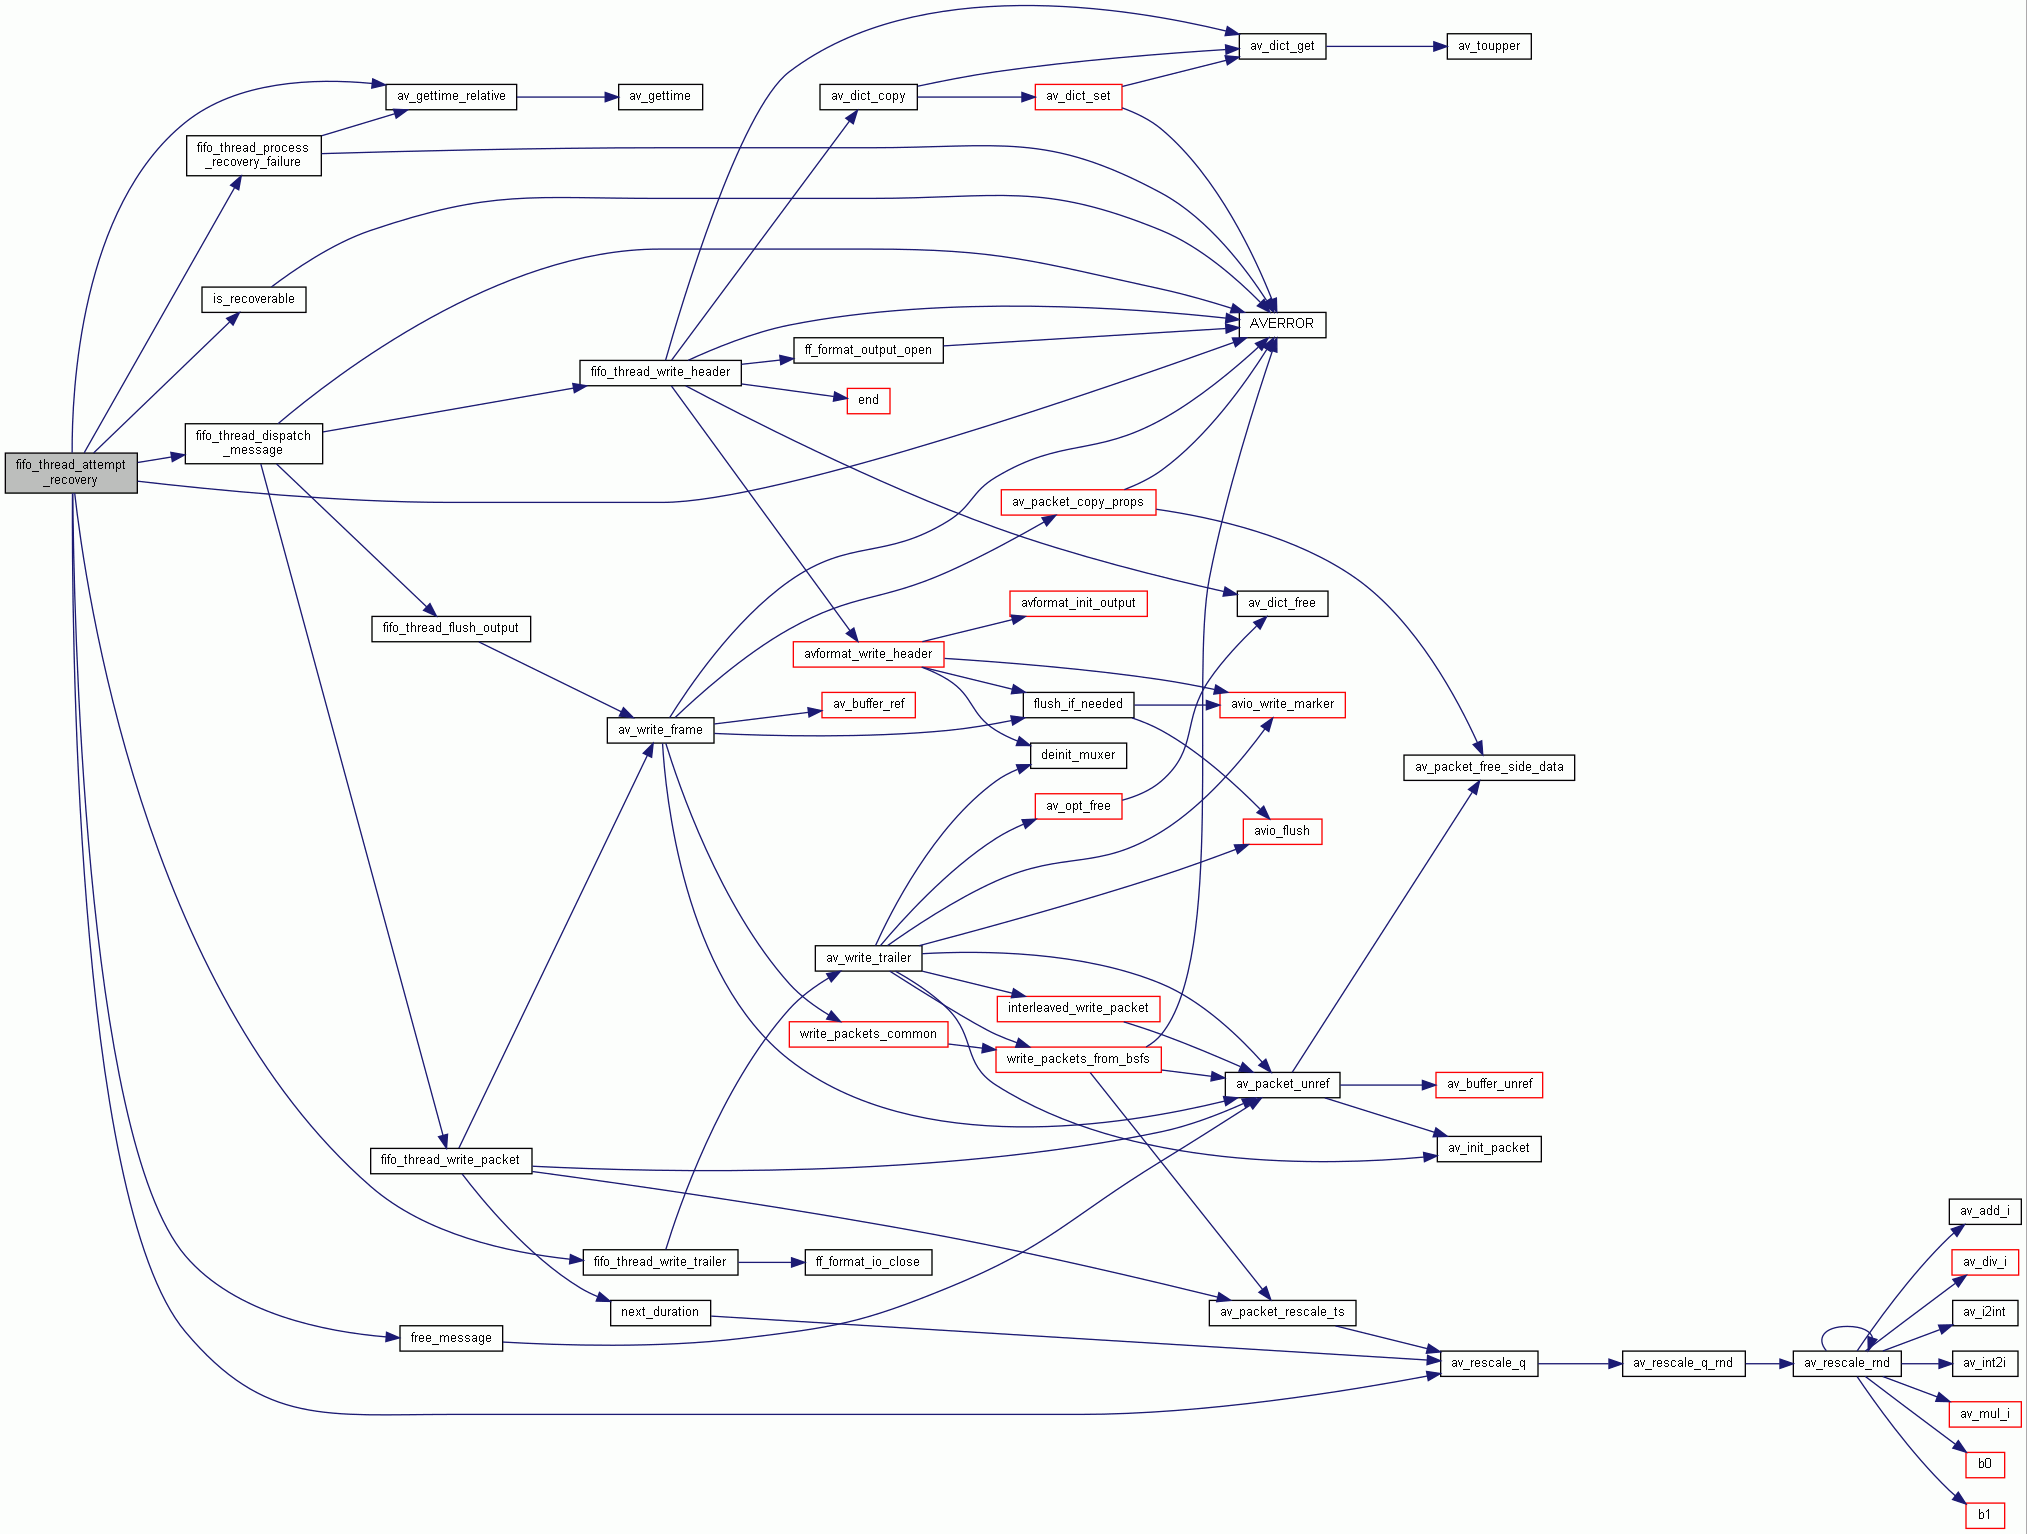 av_dict_get
av_toupper
av_gettime_relative
av_gettime
av_dict_copy
av_dict_set
fifo_thread_process
_recovery_failure
is_recoverable
AVERROR
ff_format_output_open
fifo_thread_write_header
end
fifo_thread_dispatch
_message
fifo_thread_attempt
_recovery
av_packet_copy_props
avformat_init_output
av_dict_free
fifo_thread_flush_output
avformat_write_header
av_buffer_ref
flush_if_needed
avio_write_marker
av_write_frame
deinit_muxer
av_packet_free_side_data
av_opt_free
avio_flush
av_write_trailer
interleaved_write_packet
write_packets_common
write_packets_from_bsfs
av_packet_unref
av_buffer_unref
av_init_packet
fifo_thread_write_packet
av_add_i
fifo_thread_write_trailer
ff_format_io_close
av_div_i
next_duration
av_packet_rescale_ts
av_i2int
free_message
av_rescale_q
av_rescale_q_rnd
av_rescale_rnd
av_int2i
av_mul_i
b0
b1